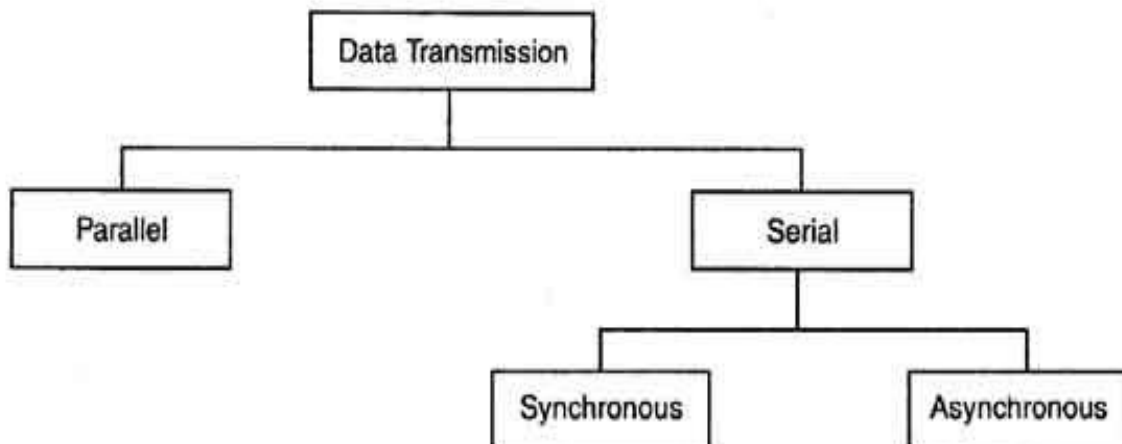 Data Transmission
Parallel
Serial
Synchronous
Asynchronous